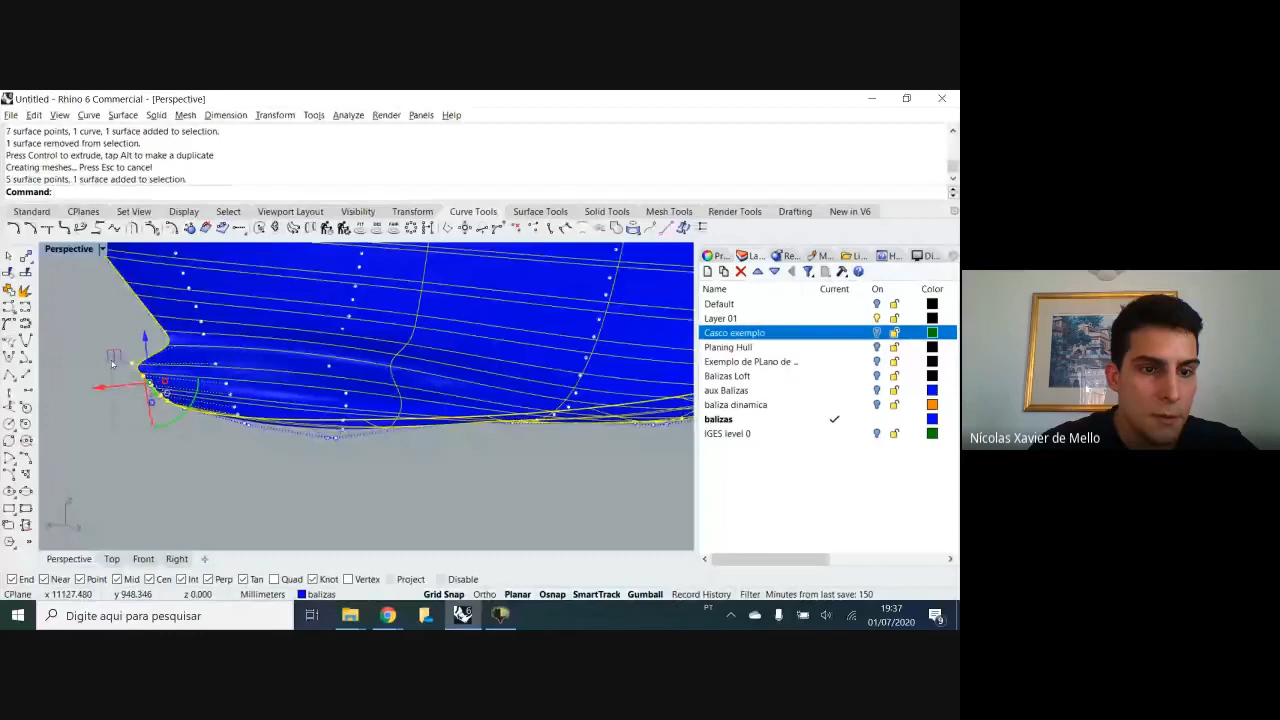 Untitled - Rhino 6 Commercial - [Perspective]
File Edit View Curve Surface Solid Mesh Dimension Transform Tools Analyze Render Panels Help
7 surface points, 1 curve, 1 surface added to selection.
1 surface removed from selection.
Press Control to extrude, tap Alt to make a duplicate
Creating meshes... Press Esc to cancel
5 surface points, 1 surface added to selection.
Command:
Standard CPlanes Set View Display Select Viewport Layout Visibility Transform Curve Tools Surface Tools Solid Tools Mesh Tools Render Tools Drafting New in V6
Perspective
Pr... La... Re... M... Li... H... Di...
Name Current On Color
Default
Layer 01
Casco exemplo
Planing Hull
Exemplo de PLano de ...
Balizas Loft
aux Balizas
baliza dinamica
balizas
IGES level 0
Nícolas Xavier de Mello
Perspective Top Front Right
End Near Point Mid Cen Int Perp Tan Quad Knot Vertex Project Disable
CPlane x 11127.480 y 948.346 z 0.000 Millimeters balizas Grid Snap Ortho Planar Osnap SmartTrack Gumball Record History Filter Minutes from last save: 150
Digite aqui para pesquisar
PT
19:37
01/07/2020
9